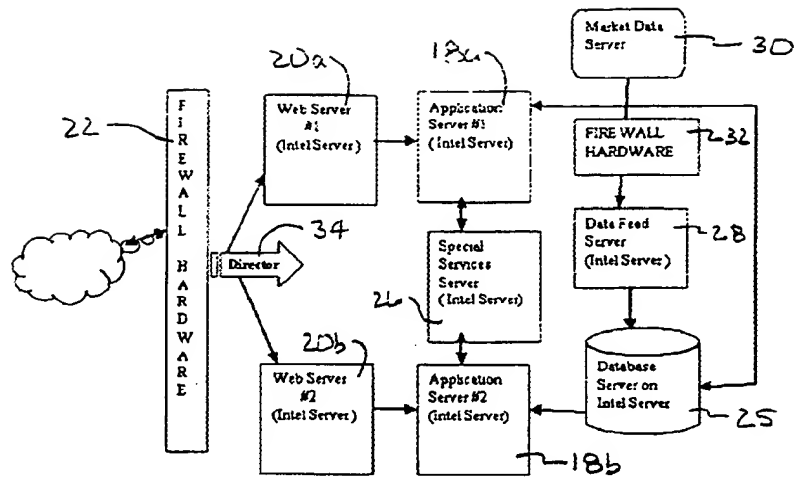 20a
18a
Market Data
Server
30
22
FIREWALL HARDWARE
Web Server
#1
(Intel Server)
Application
Server #1
(Intel Server)
FIRE WALL
HARDWARE
32
34
Director
Special
Services
Server
(Intel Server)
26
Data Feed
Server
(Intel Server)
28
20b
Web Server
#2
(Intel Server)
Application
Server #2
(Intel Server)
Database
Server on
Intel Server
25
18b